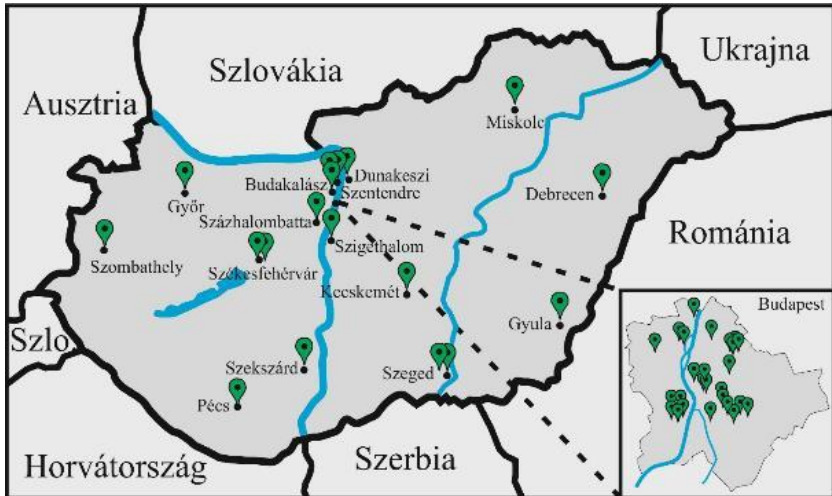 Ukrajna
Szlovákia
Ausztria
Miskolc
Budakalász
Dunakeszi
Szentendre
Debrecen
Győr
Százhalombatta
Románia
Szigethalom
Szombathely
Székesfehérvár
Kecskemét
Budapest
Gyula
Szlo.
Szekszárd
Szeged
Pécs
Horvátország
Szerbia